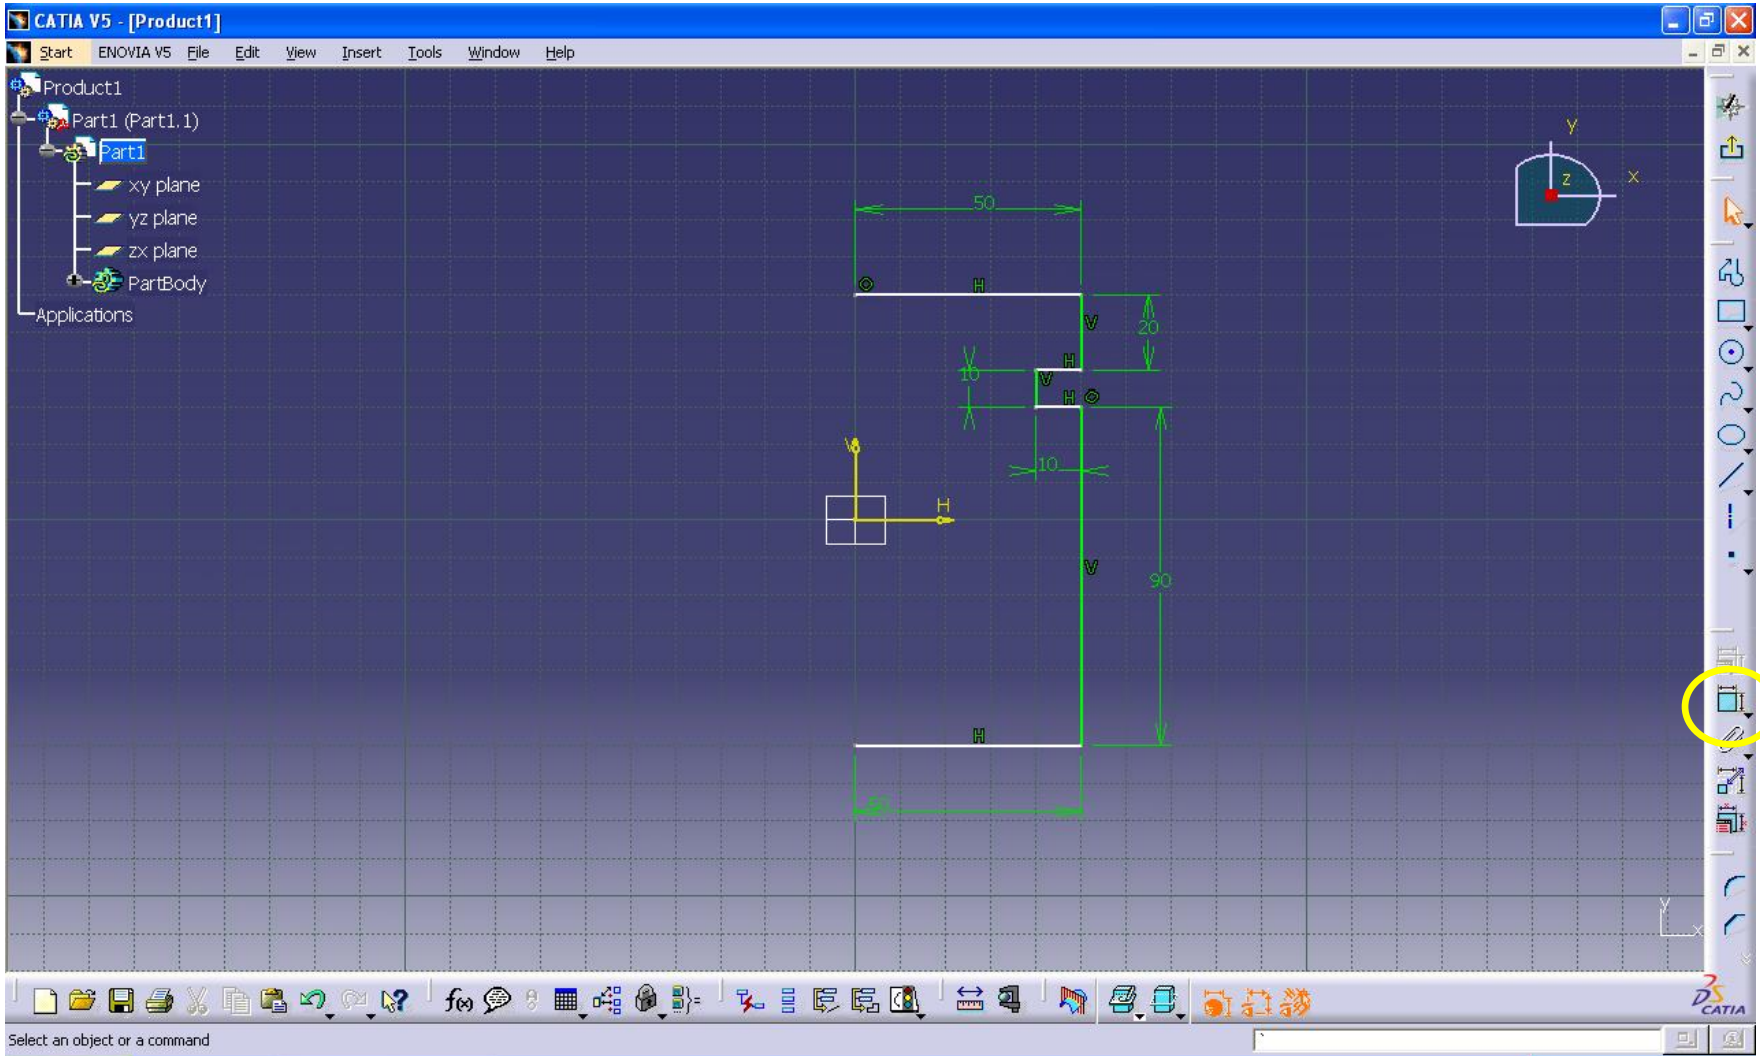 CATIA V5 - [Product1]
Start ENOVIA V5 File Edit View Insert Tools Window Help
Product1
Part1 (Part1.1)
Part1
xy plane
yz plane
zx plane
PartBody
Applications
y
x
z
50
H
V
20
H
10
V
H
10
V
H
V
90
H
50
y
x
f(x)
CATIA
Select an object or a command